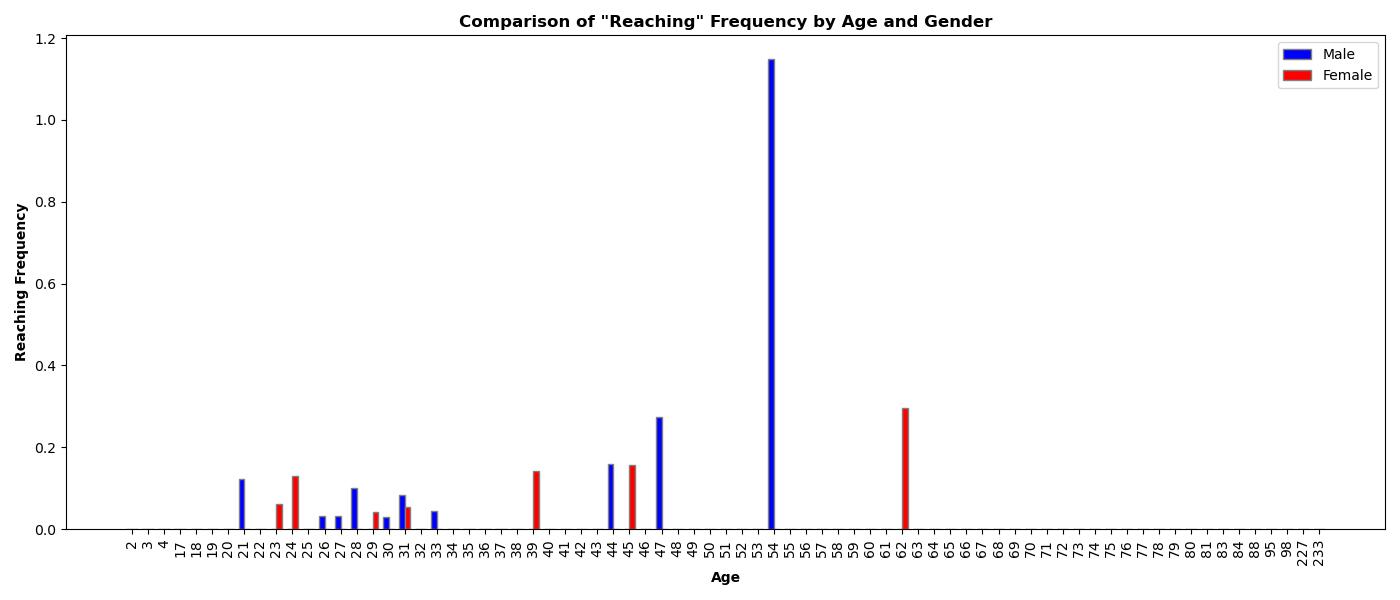 Comparison of "Reaching" Frequency by Age and Gender
Male
Female
Reaching Frequency
1.2
1.0
0.8
0.6
0.4
0.2
0.0
2 3 4 17 18 19 20 21 22 23 24 25 26 27 28 29 30 31 32 33 34 35 36 37 38 39 40 41 42 43 44 45 46 47 48 49 50 51 52 53 54 55 56 57 58 59 60 61 62 63 64 65 66 67 68 69 70 71 72 73 74 75 76 77 78 79 80 81 83 84 88 95 98 227 233
Age